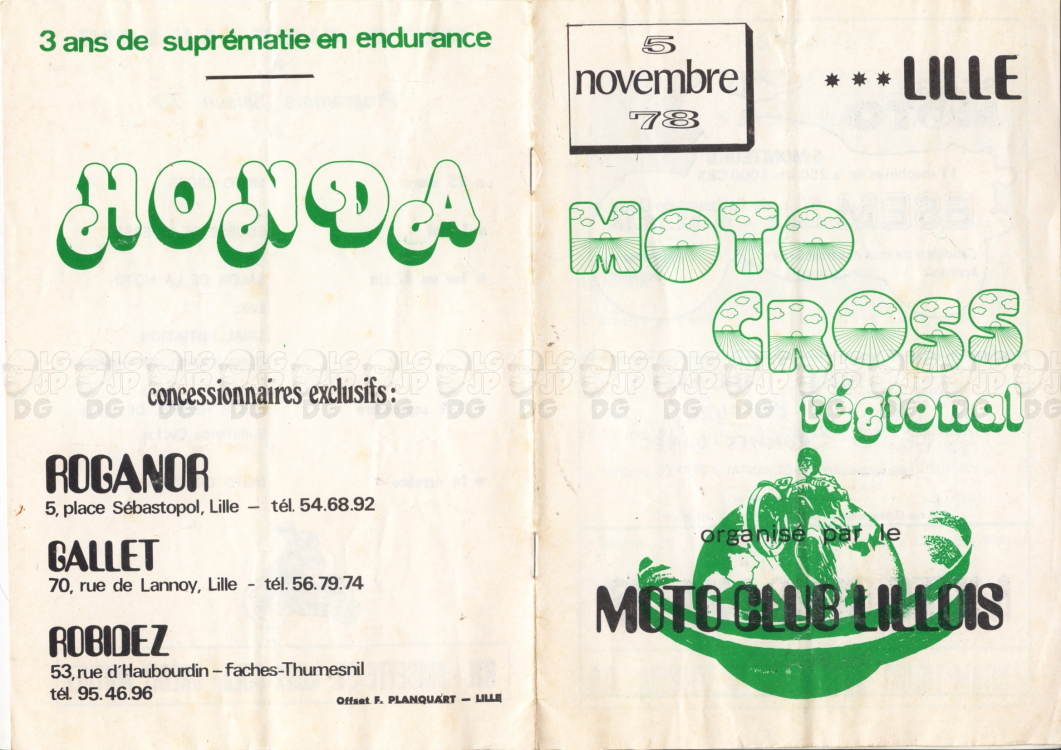 3 ans de suprématie en endurance
HONDA
concessionnaires exclusifs :
ROGANOR
5, place Sébastopol, Lille – tél. 54.68.92
GALLET
70, rue de Lannoy, Lille - tél. 56.79.74
ROBIDEZ
53, rue d'Haubourdin – faches-Thumesnil
tél. 95.46.96
Offset F. PLANQUART – LILLE
5
novembre
78
*** LILLE
MOTO
CROSS
régional
organisé par le
MOTO CLUB LILLOIS